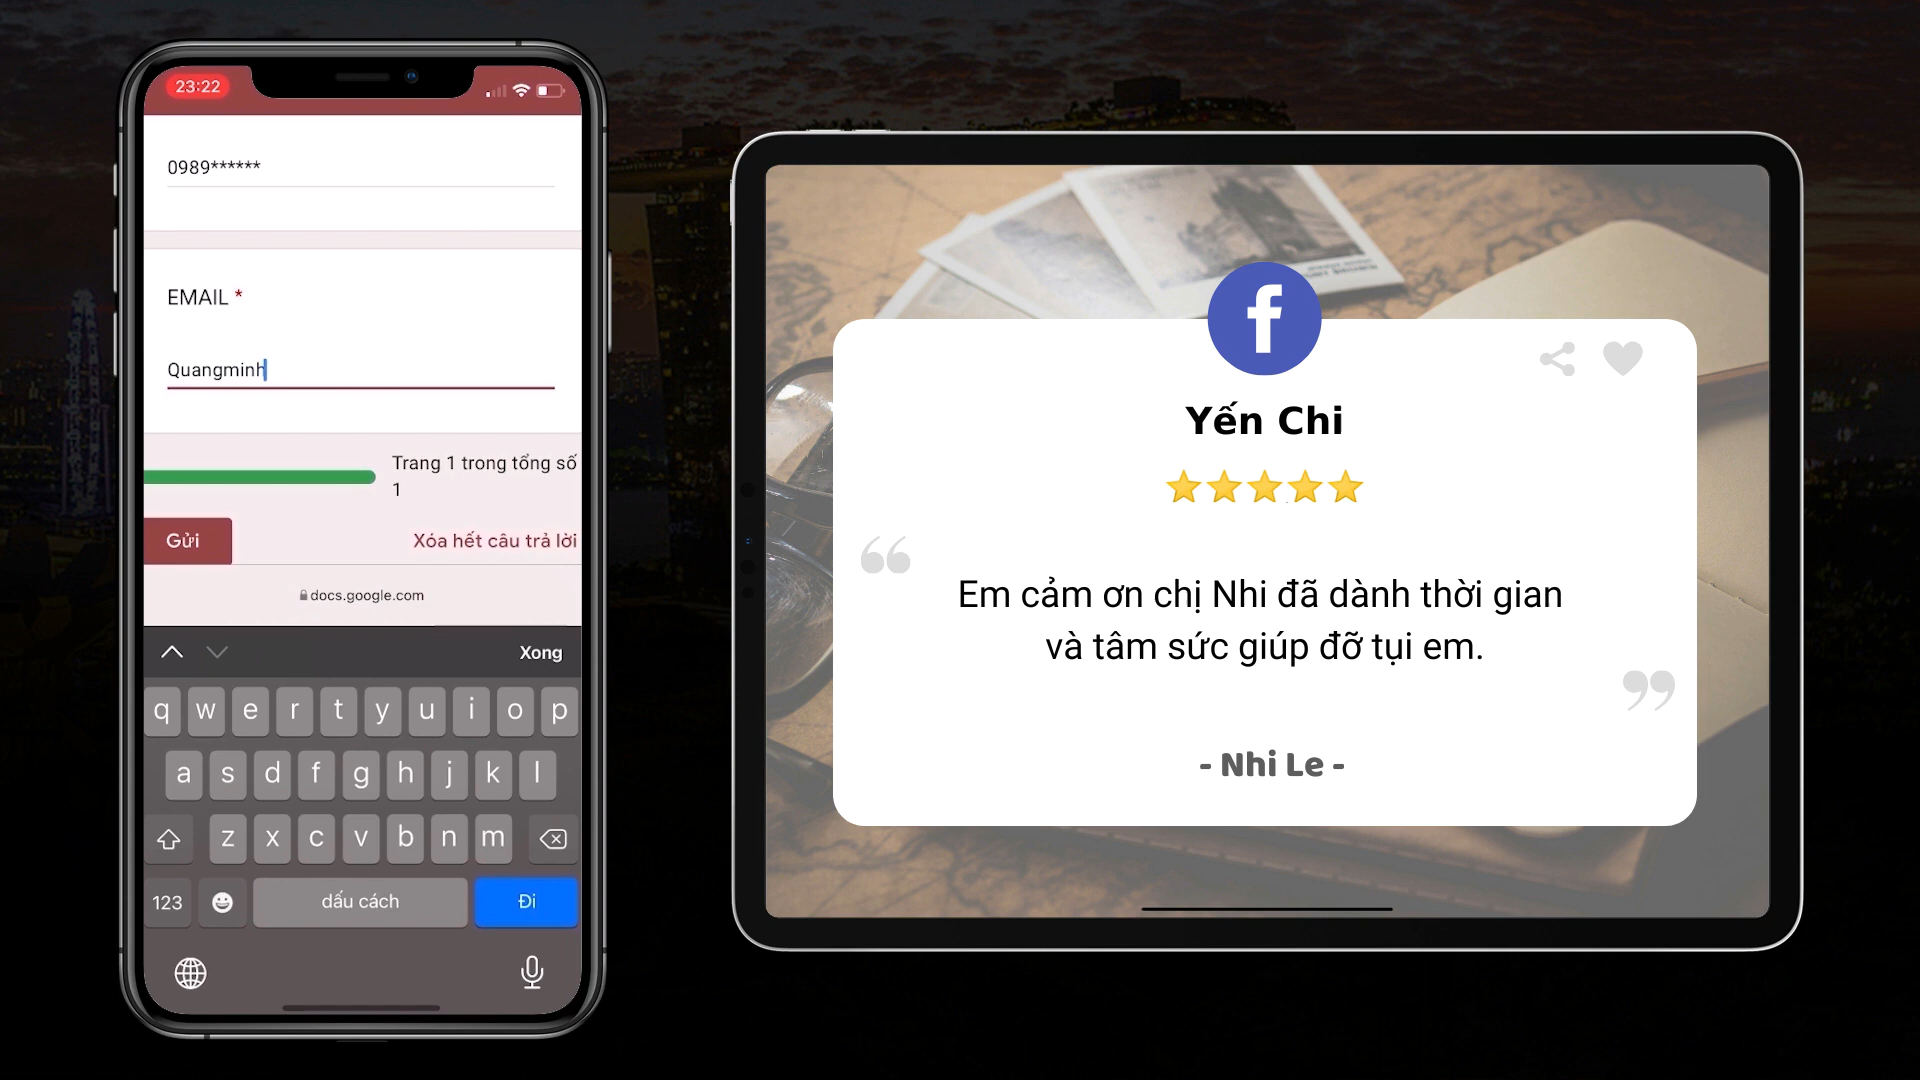 23:22
0989******
EMAIL *
Quangminh
Trang 1 trong tổng số
1
Gửi
Xóa hết câu trả lời
docs.google.com
Xong
q w e r t y u i o p
a s d f g h j k l
z x c v b n m
123
dấu cách
Đi
f
Yến Chi
“
Em cảm ơn chị Nhi đã dành thời gian
và tâm sức giúp đỡ tụi em.
”
- Nhi Le -